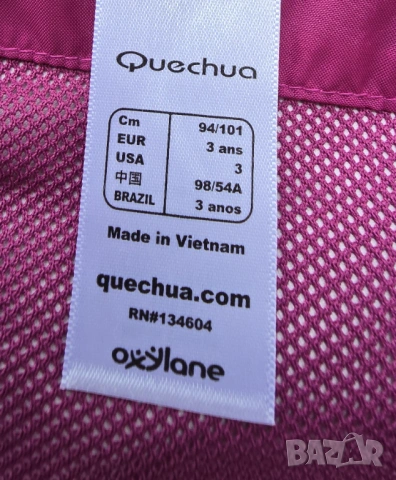 Quechua
Cm 94/101
EUR 3 ans
USA 3
中国 98/54A
BRAZIL 3 anos
Made in Vietnam
quechua.com
RN#134604
oxylane
BAZAR